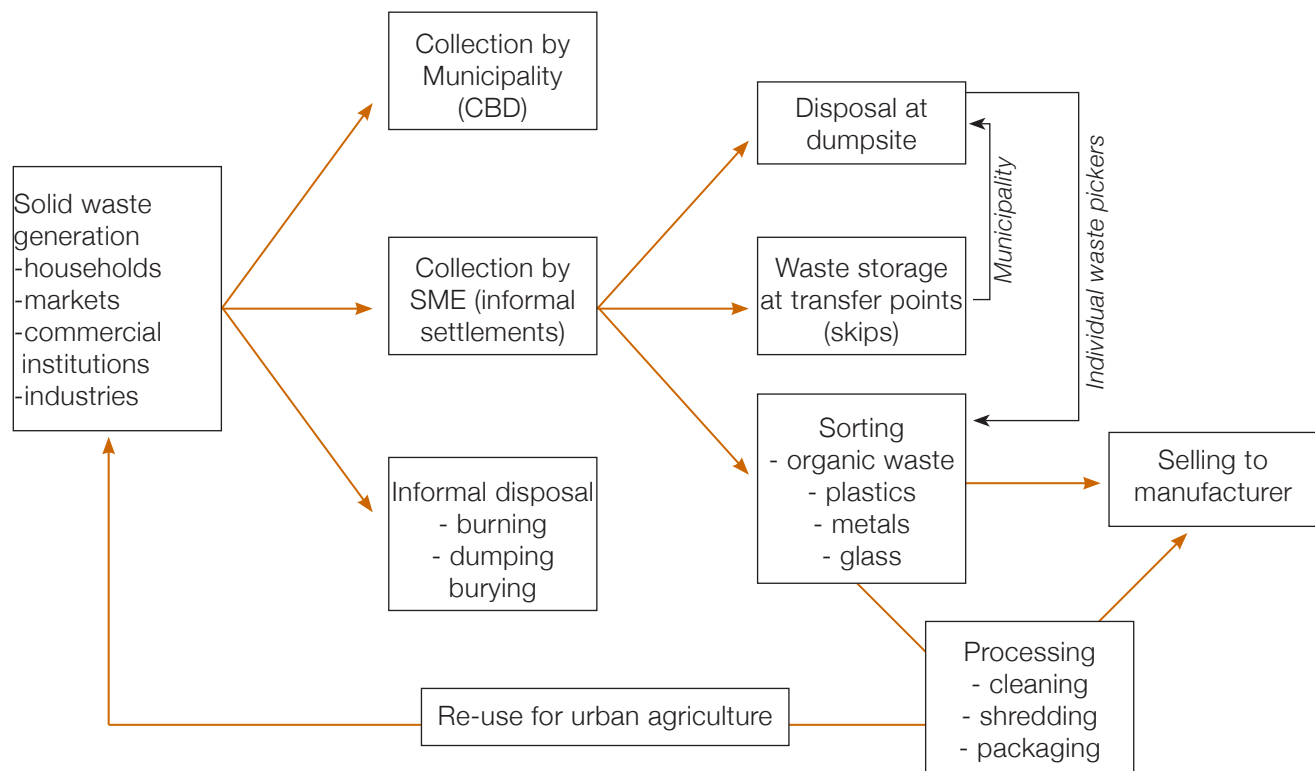 Collection by
Municipality
(CBD)
Disposal at
dumpsite
Solid waste
generation
-households
-markets
-commercial
institutions
-industries
Collection by
SME (informal
settlements)
Waste storage
at transfer points
(skips)
Municipality
Individual waste pickers
Sorting
- organic waste
- plastics
- metals
- glass
Selling to
manufacturer
Informal disposal
- burning
- dumping
burying
Processing
- cleaning
- shredding
- packaging
Re-use for urban agriculture